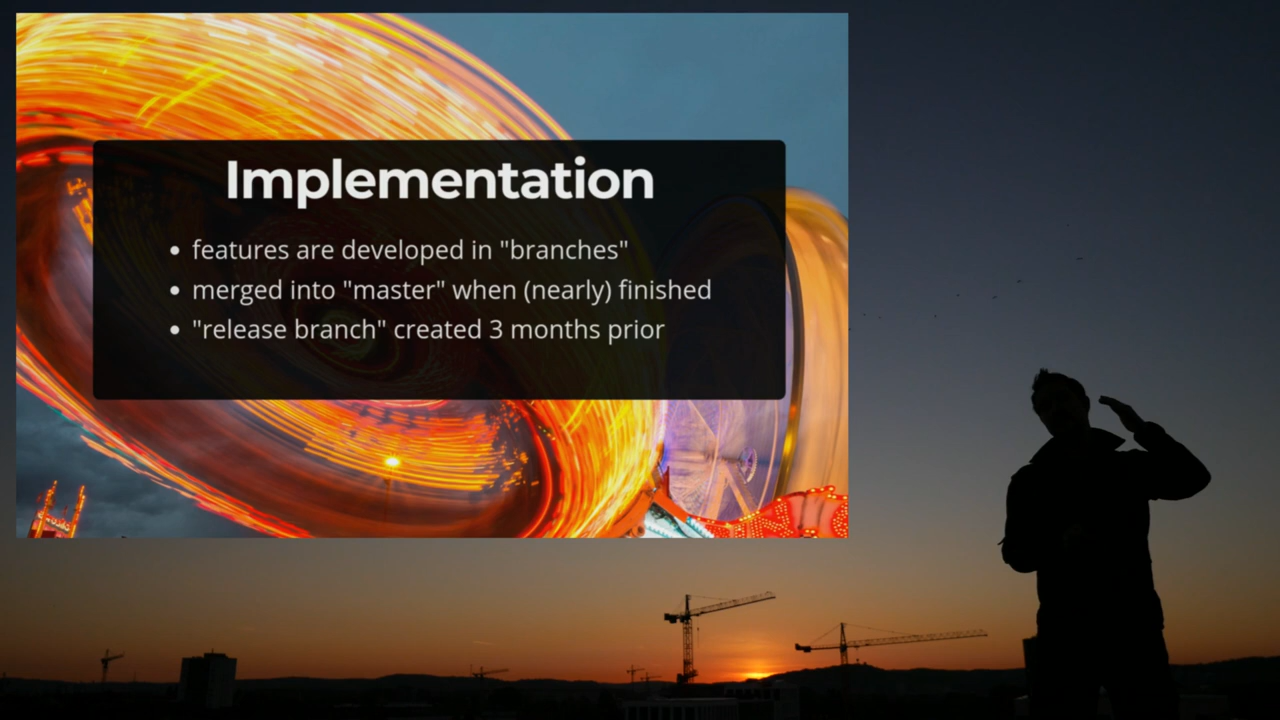 Implementation
features are developed in "branches"
merged into "master" when (nearly) finished
"release branch" created 3 months prior